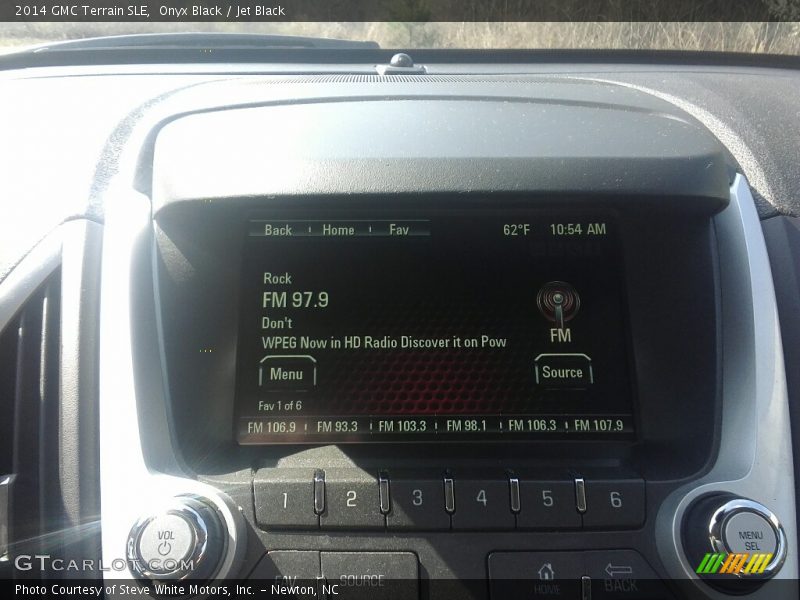 2014 GMC Terrain SLE, Onyx Black / Jet Black
Back Home Fav 62°F 10:54 AM
Rock
FM 97.9
Don't
FM
WPEG Now in HD Radio Discover it on Pow
Menu Source
Fav 1 of 6
FM 106.9 FM 93.3 FM 103.3 FM 98.1 FM 106.3 FM 107.9
1 2 3 4 5 6
VOL
MENU
SEL
FAV SOURCE HOME BACK
GTCARLOT.COM
Photo Courtesy of Steve White Motors, Inc. – Newton, NC